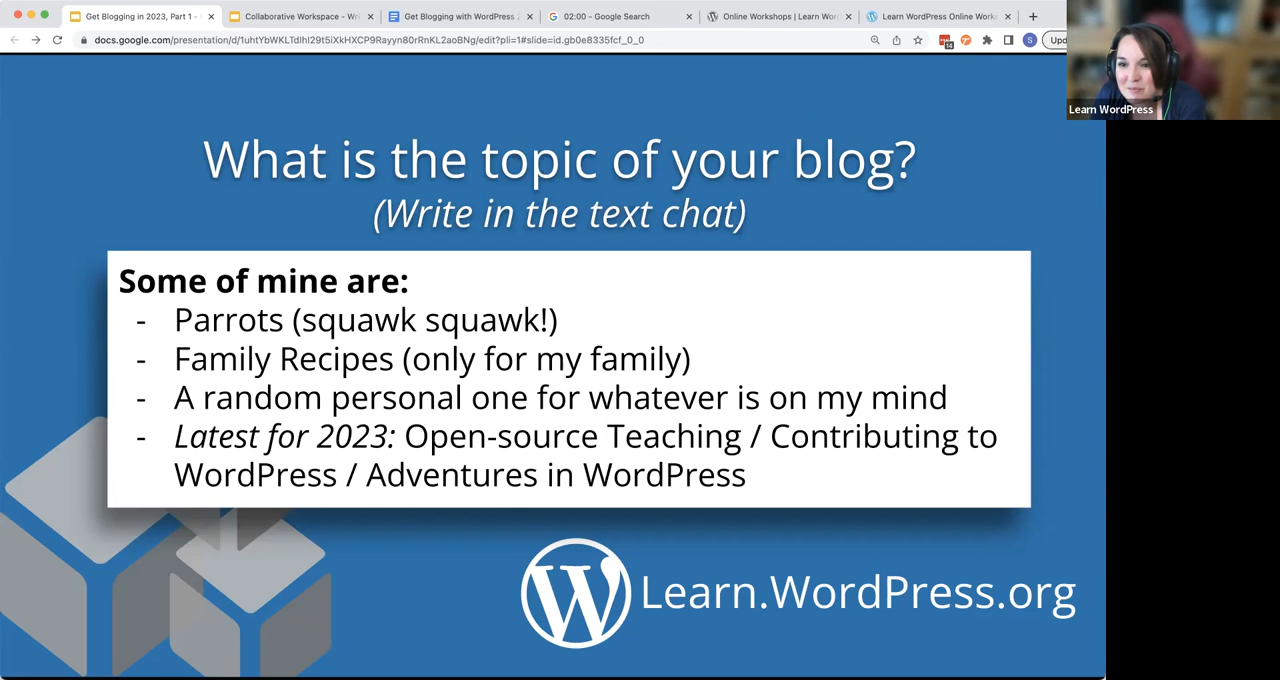 Get Blogging in 2023, Part 1 -
Collaborative Workspace - Wri
Get Blogging with WordPress 2
02:00 - Google Search
Online Workshops | Learn Wor
Learn WordPress Online Works
docs.google.com/presentation/d/1uhtYbWKLTdlhI29t5iXkHXCP9Rayyn80rRnKL2aoBNg/edit?pli=1#slide=id.gb0e8335fcf_0_0
S
Upd
Learn WordPress
What is the topic of your blog?
(Write in the text chat)
Some of mine are:
- Parrots (squawk squawk!)
- Family Recipes (only for my family)
- A random personal one for whatever is on my mind
- Latest for 2023: Open-source Teaching / Contributing to
WordPress / Adventures in WordPress
Learn.WordPress.org